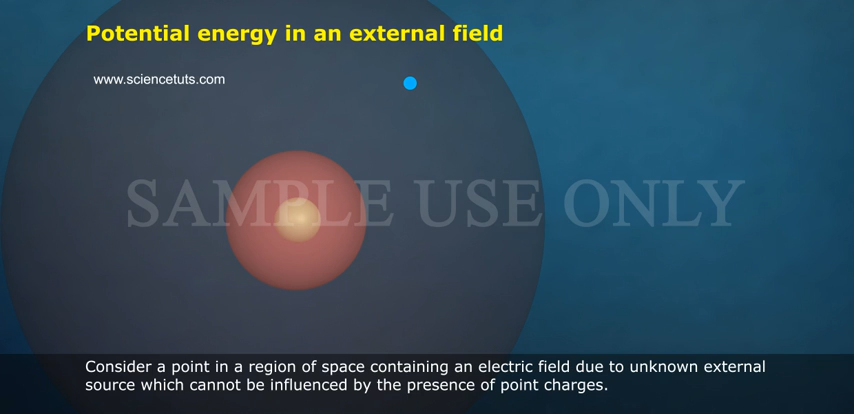 Potential energy in an external field
www.sciencetuts.com
SAMPLE USE ONLY
Consider a point in a region of space containing an electric field due to unknown external
source which cannot be influenced by the presence of point charges.